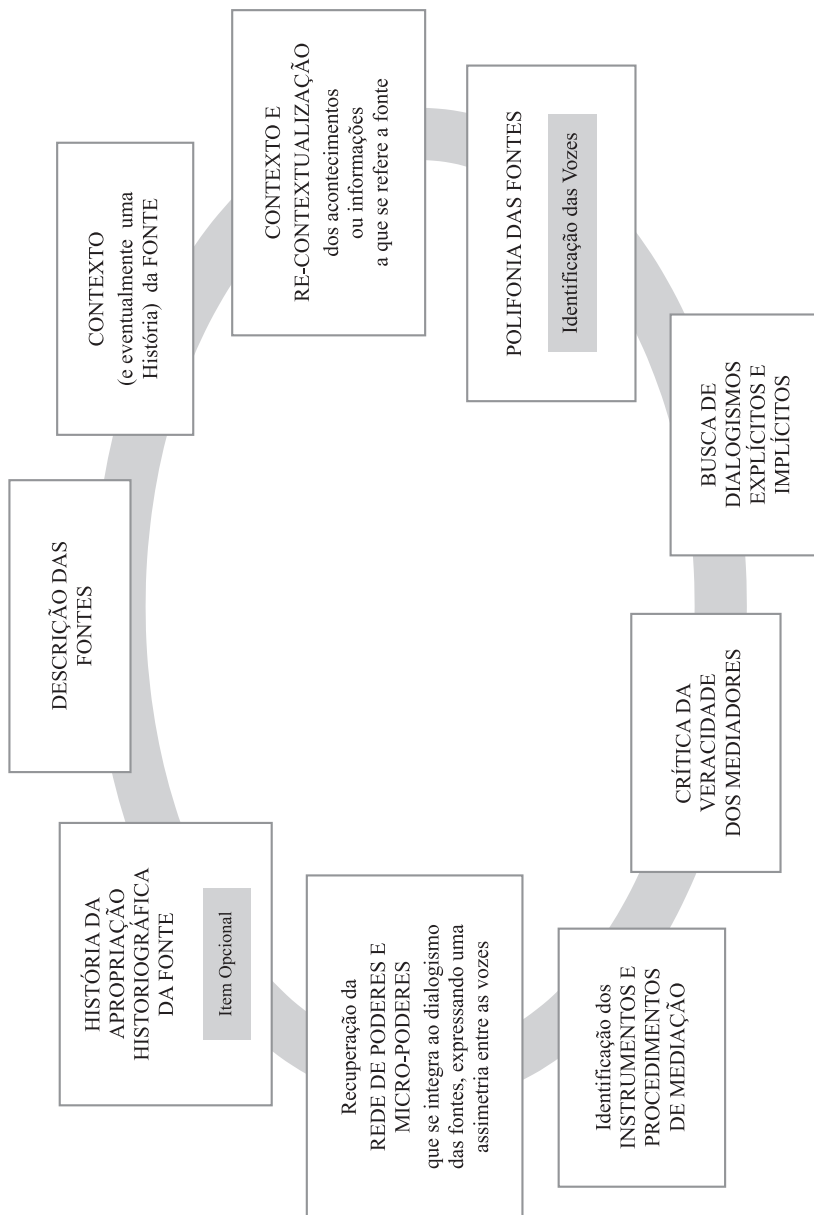 DESCRIÇÃO DAS
FONTES
CONTEXTO
(e eventualmente uma
História) da FONTE
CONTEXTO E
RE-CONTEXTUALIZAÇÃO
dos acontecimentos
ou informações
a que se refere a fonte
POLIFONIA DAS FONTES
Identificação das Vozes
BUSCA DE
DIALOGISMOS
EXPLÍCITOS E
IMPLÍCITOS
CRÍTICA DA
VERACIDADE
DOS MEDIADORES
Identificação dos
INSTRUMENTOS E
PROCEDIMENTOS
DE MEDIAÇÃO
Recuperação da
REDE DE PODERES E
MICRO-PODERES
que se integra ao dialogismo
das fontes, expressando uma
assimetria entre as vozes
HISTÓRIA DA
APROPRIAÇÃO
HISTORIOGRÁFICA
DA FONTE
Item Opcional